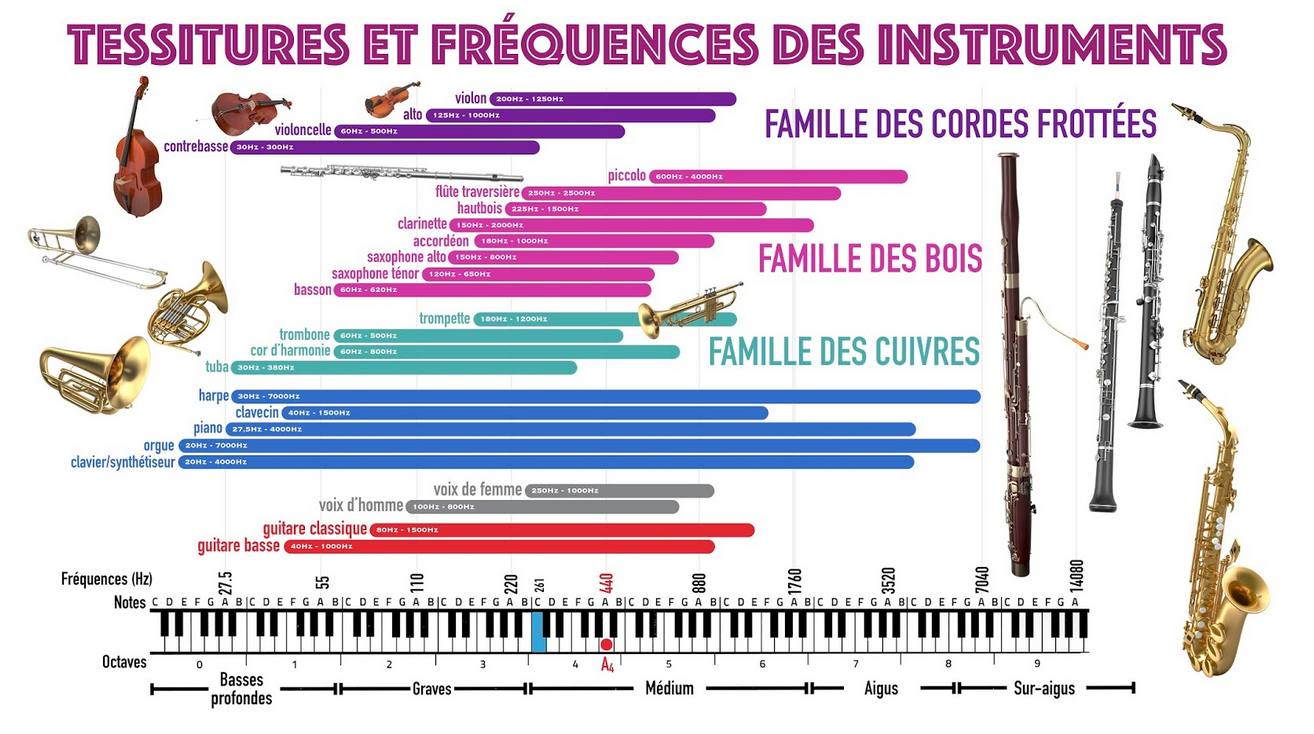 TESSITURES ET FRÉQUENCES DES INSTRUMENTS
violon 200Hz - 1250Hz
alto 125Hz - 1000Hz
violoncelle 60Hz - 500Hz
contrebasse 30Hz - 300Hz
FAMILLE DES CORDES FROTTÉES
piccolo 600Hz - 4000Hz
flûte traversière 250Hz - 2500Hz
hautbois 225Hz - 1500Hz
clarinette 150Hz - 2000Hz
accordéon 180Hz - 1000Hz
saxophone alto 150Hz - 800Hz
saxophone ténor 120Hz - 650Hz
basson 60Hz - 620Hz
FAMILLE DES BOIS
trompette 180Hz - 1200Hz
trombone 60Hz - 500Hz
cor d'harmonie 60Hz - 800Hz
tuba 30Hz - 380Hz
FAMILLE DES CUIVRES
harpe 30Hz - 7000Hz
clavecin 40Hz - 1500Hz
piano 27.5Hz - 4000Hz
orgue 20Hz - 7000Hz
clavier/synthétiseur 20Hz - 4000Hz
voix de femme 250Hz - 1000Hz
voix d'homme 100Hz - 800Hz
guitare classique 80Hz - 1500Hz
guitare basse 40Hz - 1000Hz
Fréquences (Hz) 27.5 55 110 220 261 440 880 1760 3520 7040 14080
Notes C D E F G A B C D E F G A B C D E F G A B C D E F G A B C D E F G A B C D E F G A B C D E F G A B C D E F G A B C D E F G A B C D E F G A
Octaves 0 1 2 3 4 A4 5 6 7 8 9
Basses profondes Graves Médium Aigus Sur-aigus